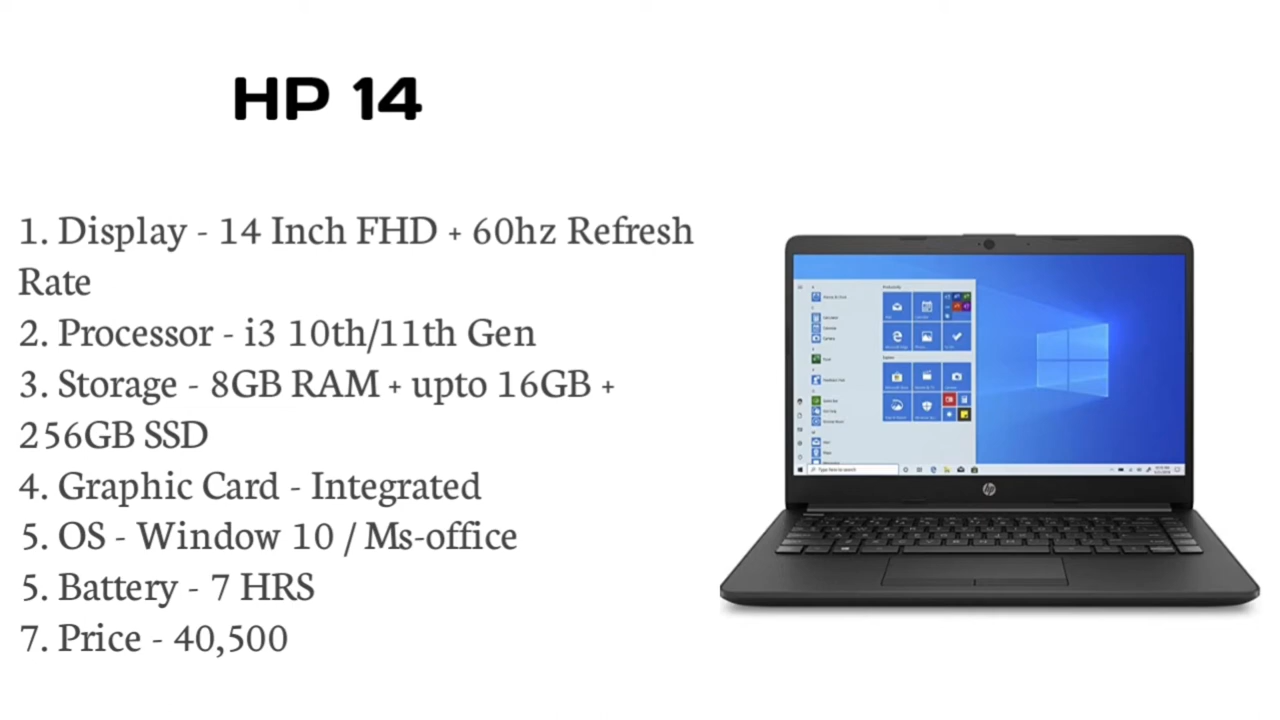 HP 14
1. Display - 14 Inch FHD + 60hz Refresh
Rate
2. Processor - i3 10th/11th Gen
3. Storage - 8GB RAM + upto 16GB +
256GB SSD
4. Graphic Card - Integrated
5. OS - Window 10 / Ms-office
5. Battery - 7 HRS
7. Price - 40,500
hp